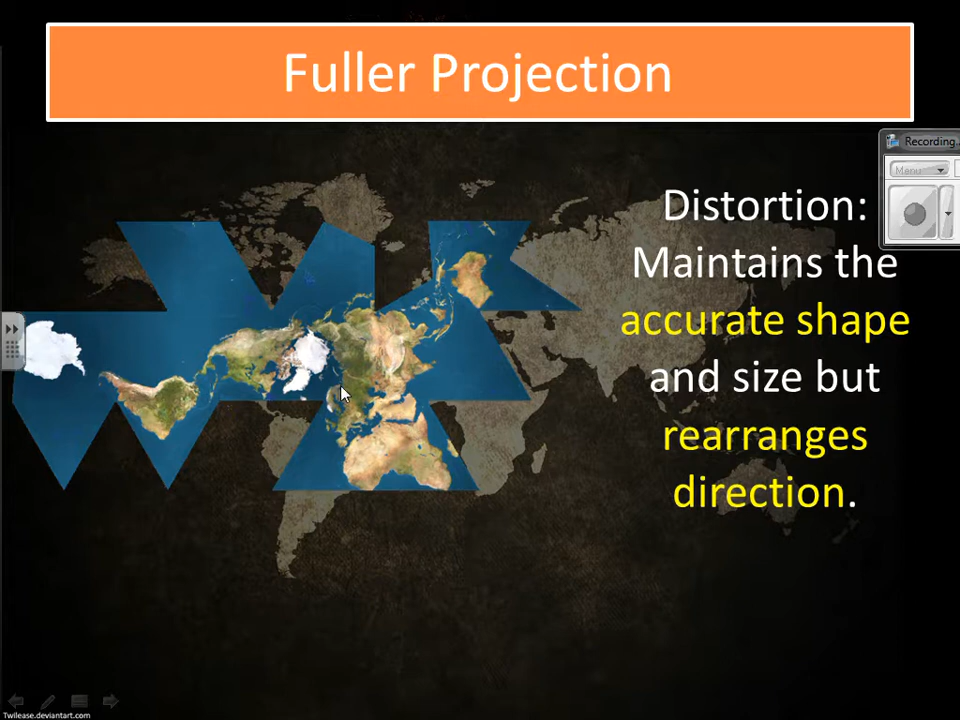 Fuller Projection
Recording...
Menu
Distortion:
Maintains the
accurate shape
and size but
rearranges
direction.
Twilease.deviantart.com